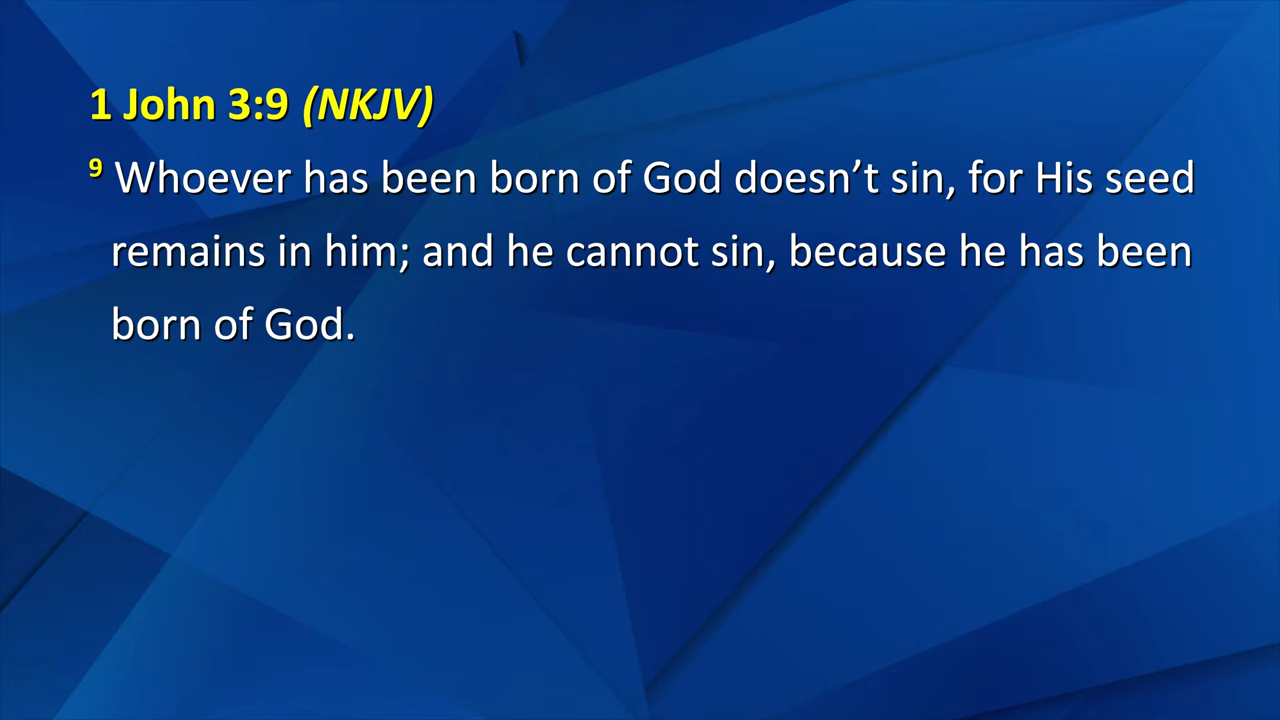 1 John 3:9 (NKJV)
9 Whoever has been born of God doesn’t sin, for His seed
remains in him; and he cannot sin, because he has been
born of God.